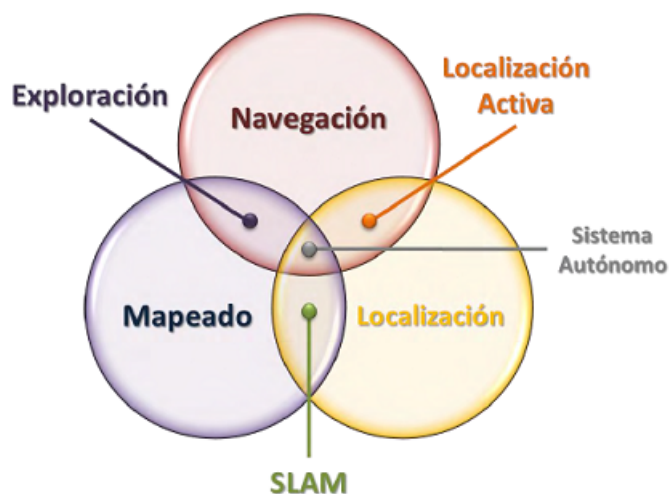 Exploración
Navegación
Localización
Activa
Sistema
Autónomo
Mapeado
Localización
SLAM